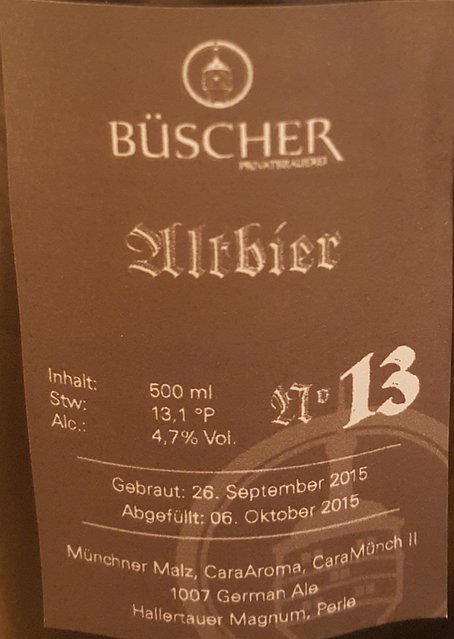 BÜSCHER
PRIVATBRAUEREI
Altbier
Inhalt: 500 ml
Stw: 13,1 °P
Alc.: 4,7% Vol.
No 13
Gebraut: 26. September 2015
Abgefüllt: 06. Oktober 2015
Münchner Malz, CaraAroma, CaraMünch II
1007 German Ale
Hallertauer Magnum, Perle